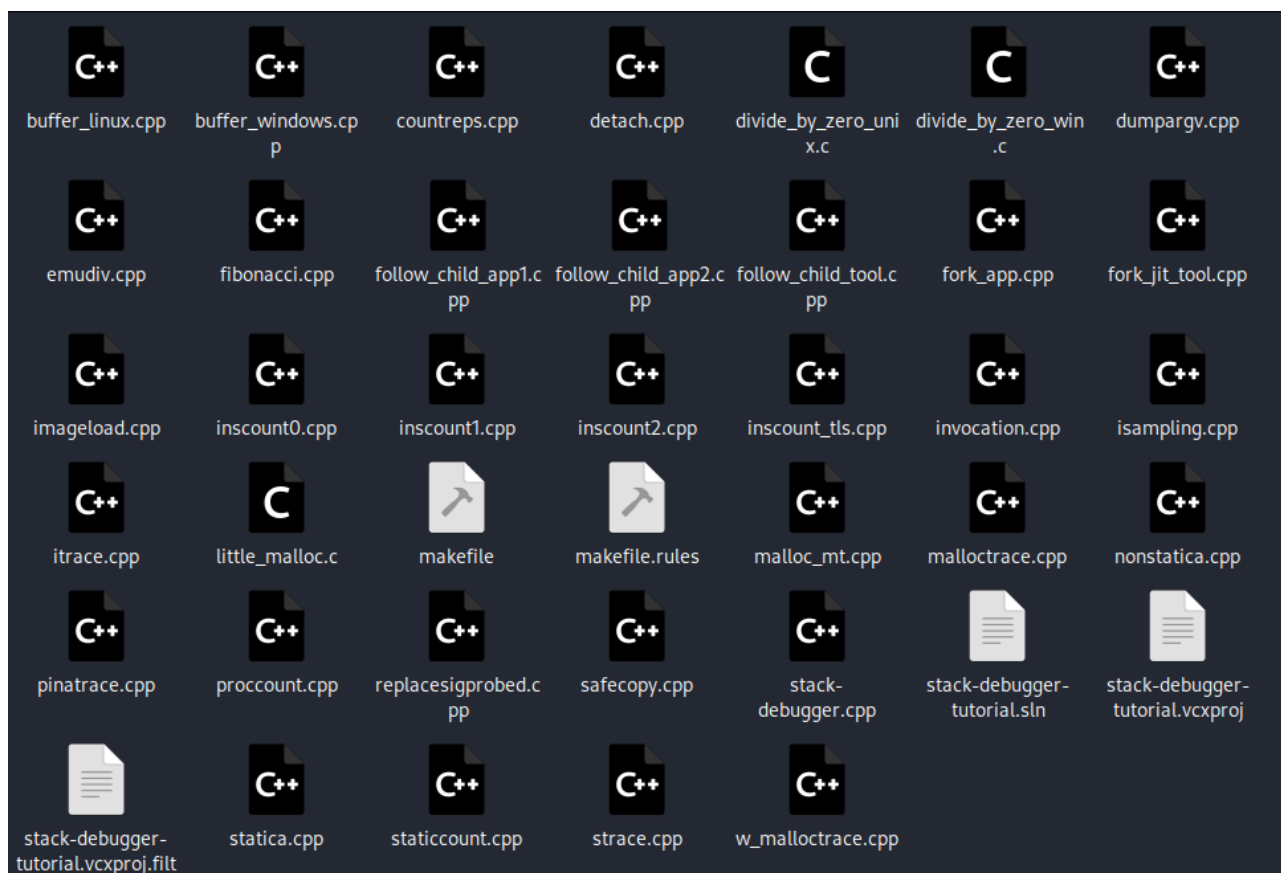 C++ C++ C++ C++ C C C++
buffer_linux.cpp buffer_windows.cp countreps.cpp detach.cpp divide_by_zero_uni divide_by_zero_win dumpargv.cpp
p x.c .c
C++ C++ C++ C++ C++ C++ C++
emudiv.cpp fibonacci.cpp follow_child_app1.c follow_child_app2.c follow_child_tool.c fork_app.cpp fork_jit_tool.cpp
pp pp pp
C++ C++ C++ C++ C++ C++ C++
imageload.cpp inscount0.cpp inscount1.cpp inscount2.cpp inscount_tls.cpp invocation.cpp isampling.cpp
C++ C C++ C++ C++
itrace.cpp little_malloc.c makefile makefile.rules malloc_mt.cpp malloctrace.cpp nonstatica.cpp
C++ C++ C++ C++ C++
pinatrace.cpp proccount.cpp replacesigprobed.c safecopy.cpp stack- stack-debugger- stack-debugger-
pp debugger.cpp tutorial.sln tutorial.vcxproj
C++ C++ C++ C++
stack-debugger- statica.cpp staticcount.cpp strace.cpp w_malloctrace.cpp
tutorial.vcxproj.filt